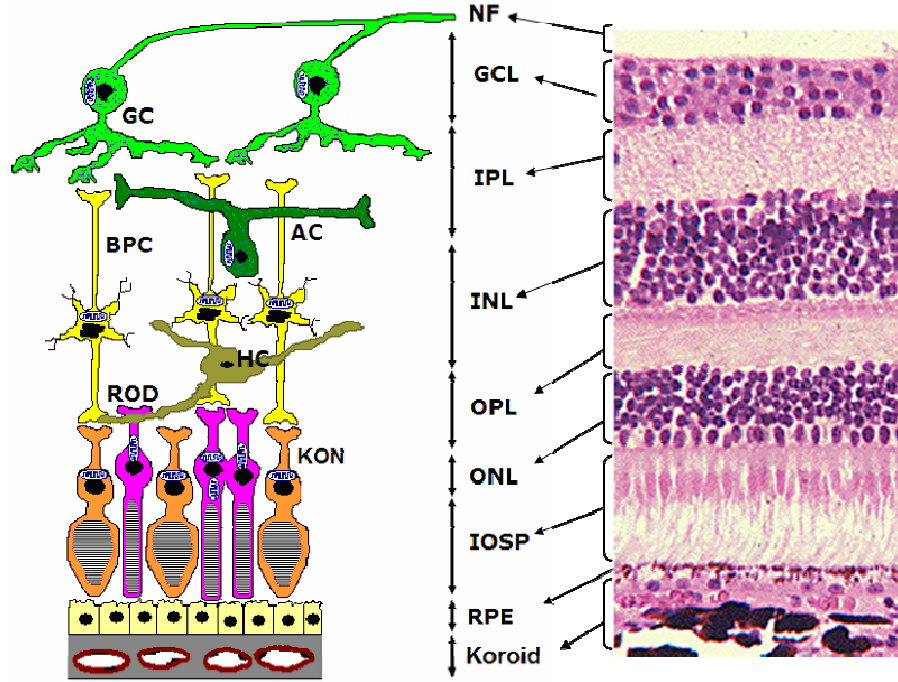 NF
GCL
GC
IPL
BPC
AC
INL
HC
ROD
OPL
KON
ONL
IOSP
RPE
Koroid